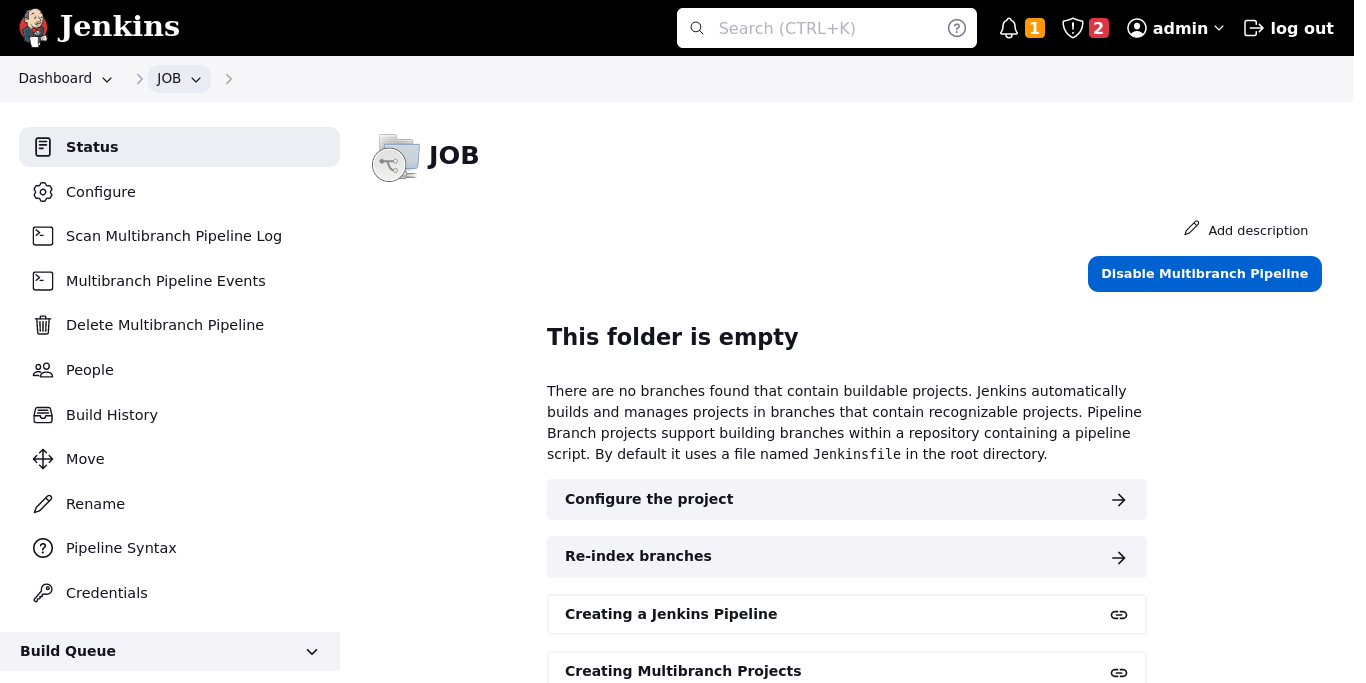 Jenkins
Search (CTRL+K)
1
2
admin
log out
Dashboard
JOB
Status
Configure
Scan Multibranch Pipeline Log
Multibranch Pipeline Events
Delete Multibranch Pipeline
People
Build History
Move
Rename
Pipeline Syntax
Credentials
Build Queue
JOB
Add description
Disable Multibranch Pipeline
This folder is empty
There are no branches found that contain buildable projects. Jenkins automatically
builds and manages projects in branches that contain recognizable projects. Pipeline
Branch projects support building branches within a repository containing a pipeline
script. By default it uses a file named Jenkinsfile in the root directory.
Configure the project
Re-index branches
Creating a Jenkins Pipeline
Creating Multibranch Projects